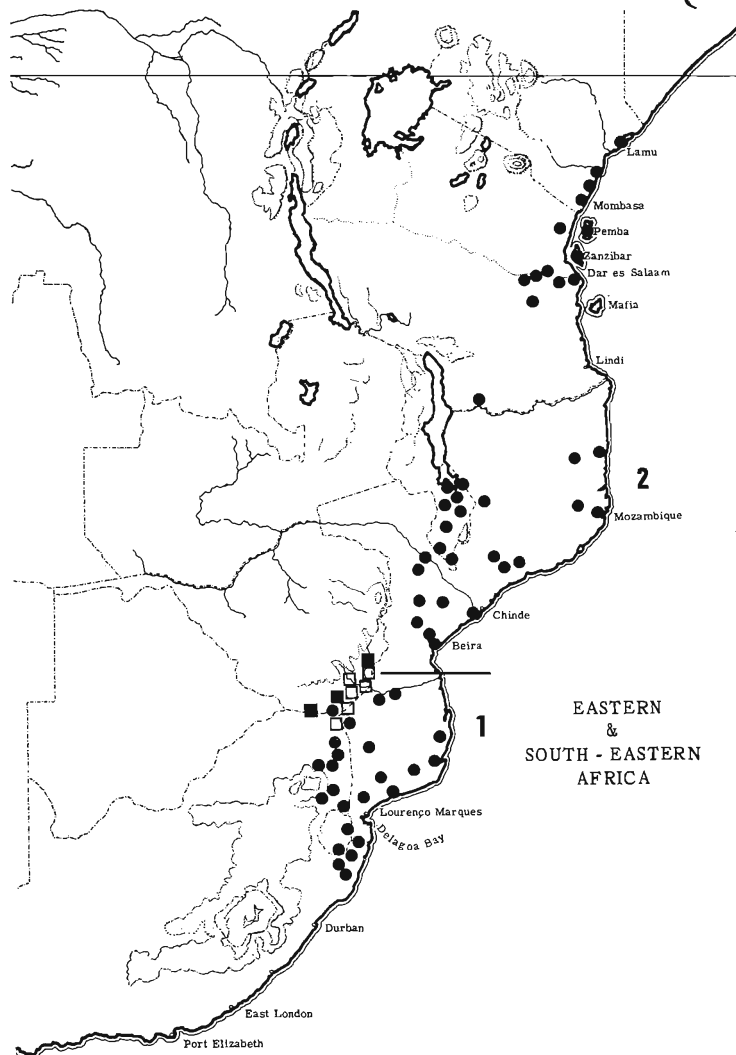 Lamu
Mombasa
Pemba
Zanzibar
Dar es Salaam
Mafia
Lindi
2
Mozambique
Chinde
Beira
1
EASTERN
&
SOUTH - EASTERN
AFRICA
Lourenço Marques
Delagoa Bay
Durban
East London
Port Elizabeth